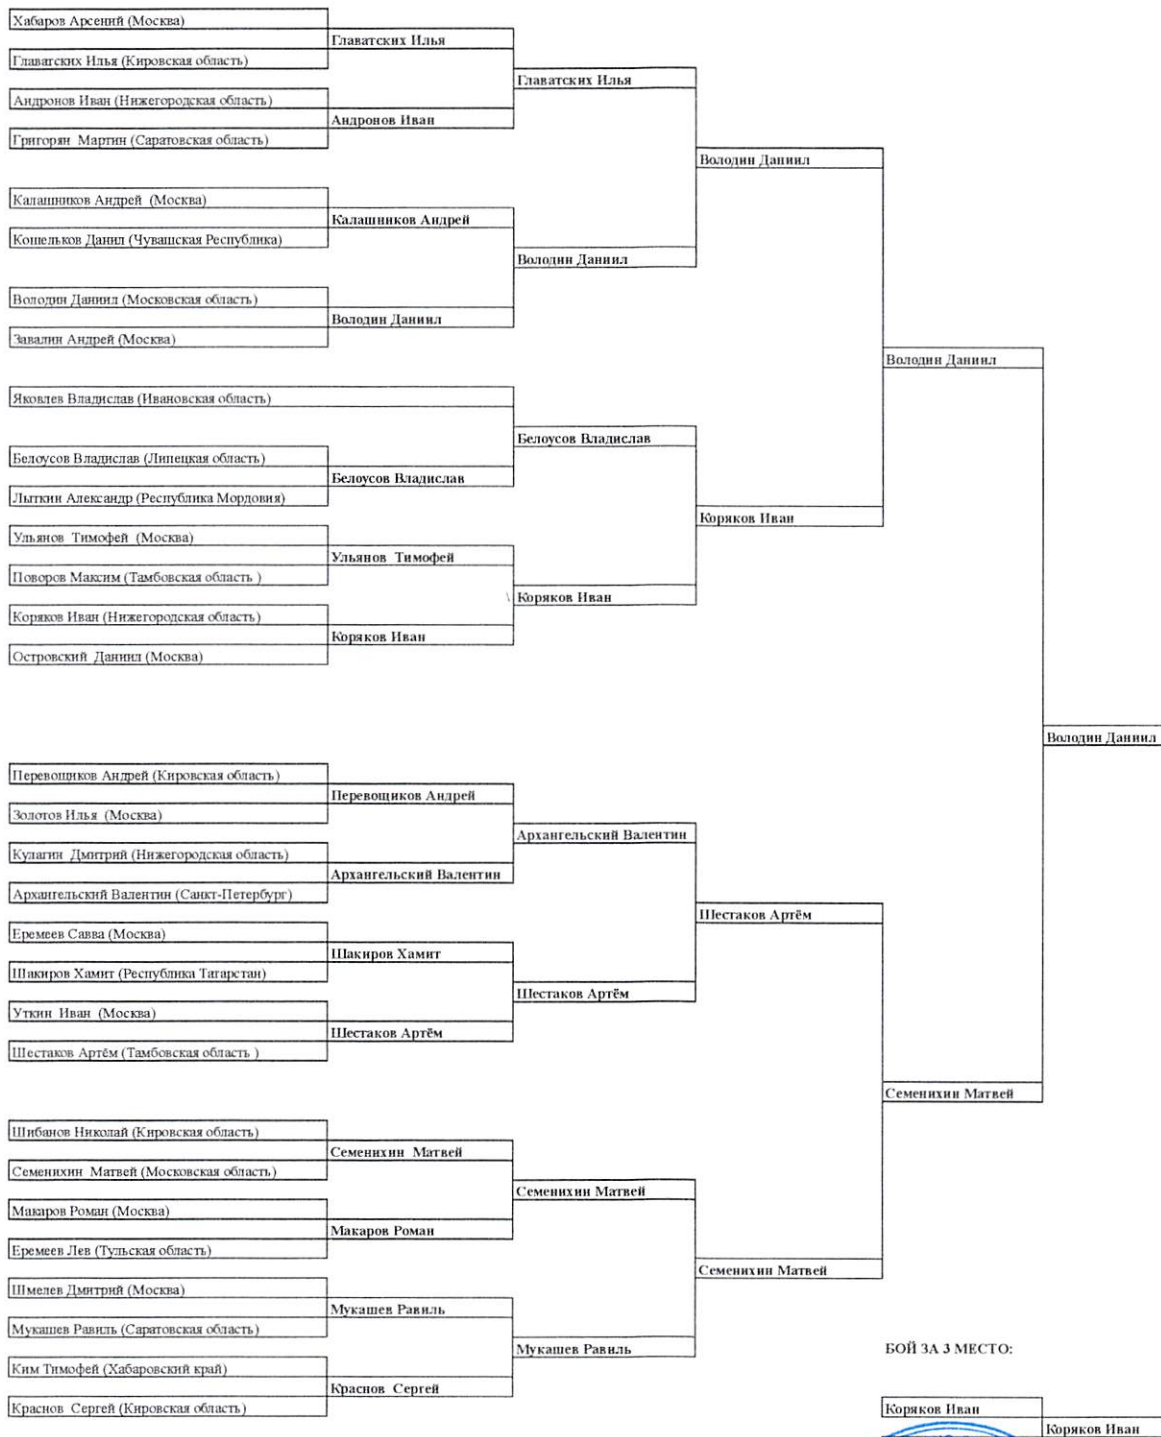 Хабаров Арсений (Москва)
Главатских Илья
Главатских Илья (Кировская область)
Главатских Илья
Андронов Иван (Нижегородская область)
Андронов Иван
Григорян Мартин (Саратовская область)
Володин Даниил
Калашников Андрей (Москва)
Калашников Андрей
Кошельков Данил (Чувашская Республика)
Володин Даниил
Володин Даниил (Московская область)
Володин Даниил
Завалин Андрей (Москва)
Володин Даниил
Яковлев Владислав (Ивановская область)
Белоусов Владислав
Белоусов Владислав (Липецкая область)
Белоусов Владислав
Лыткин Александр (Республика Мордовия)
Коряков Иван
Ульянов Тимофей (Москва)
Ульянов Тимофей
Поворов Максим (Тамбовская область )
Коряков Иван
Коряков Иван (Нижегородская область)
Коряков Иван
Островский Даниил (Москва)
Володин Даниил
Перевощиков Андрей (Кировская область)
Перевощиков Андрей
Золотов Илья (Москва)
Архангельский Валентин
Кулагин Дмитрий (Нижегородская область)
Архангельский Валентин
Архангельский Валентин (Санкт-Петербург)
Шестаков Артём
Еремеев Савва (Москва)
Шакиров Хамит
Шакиров Хамит (Республика Татарстан)
Шестаков Артём
Уткин Иван (Москва)
Шестаков Артём
Шестаков Артём (Тамбовская область )
Семенихин Матвей
Шибанов Николай (Кировская область)
Семенихин Матвей
Семенихин Матвей (Московская область)
Семенихин Матвей
Макаров Роман (Москва)
Макаров Роман
Еремеев Лев (Тульская область)
Семенихин Матвей
Шмелев Дмитрий (Москва)
Мукашев Равиль
Мукашев Равиль (Саратовская область)
Мукашев Равиль
БОЙ ЗА 3 МЕСТО:
Ким Тимофей (Хабаровский край)
Краснов Сергей
Краснов Сергей (Кировская область)
Коряков Иван
Коряков Иван